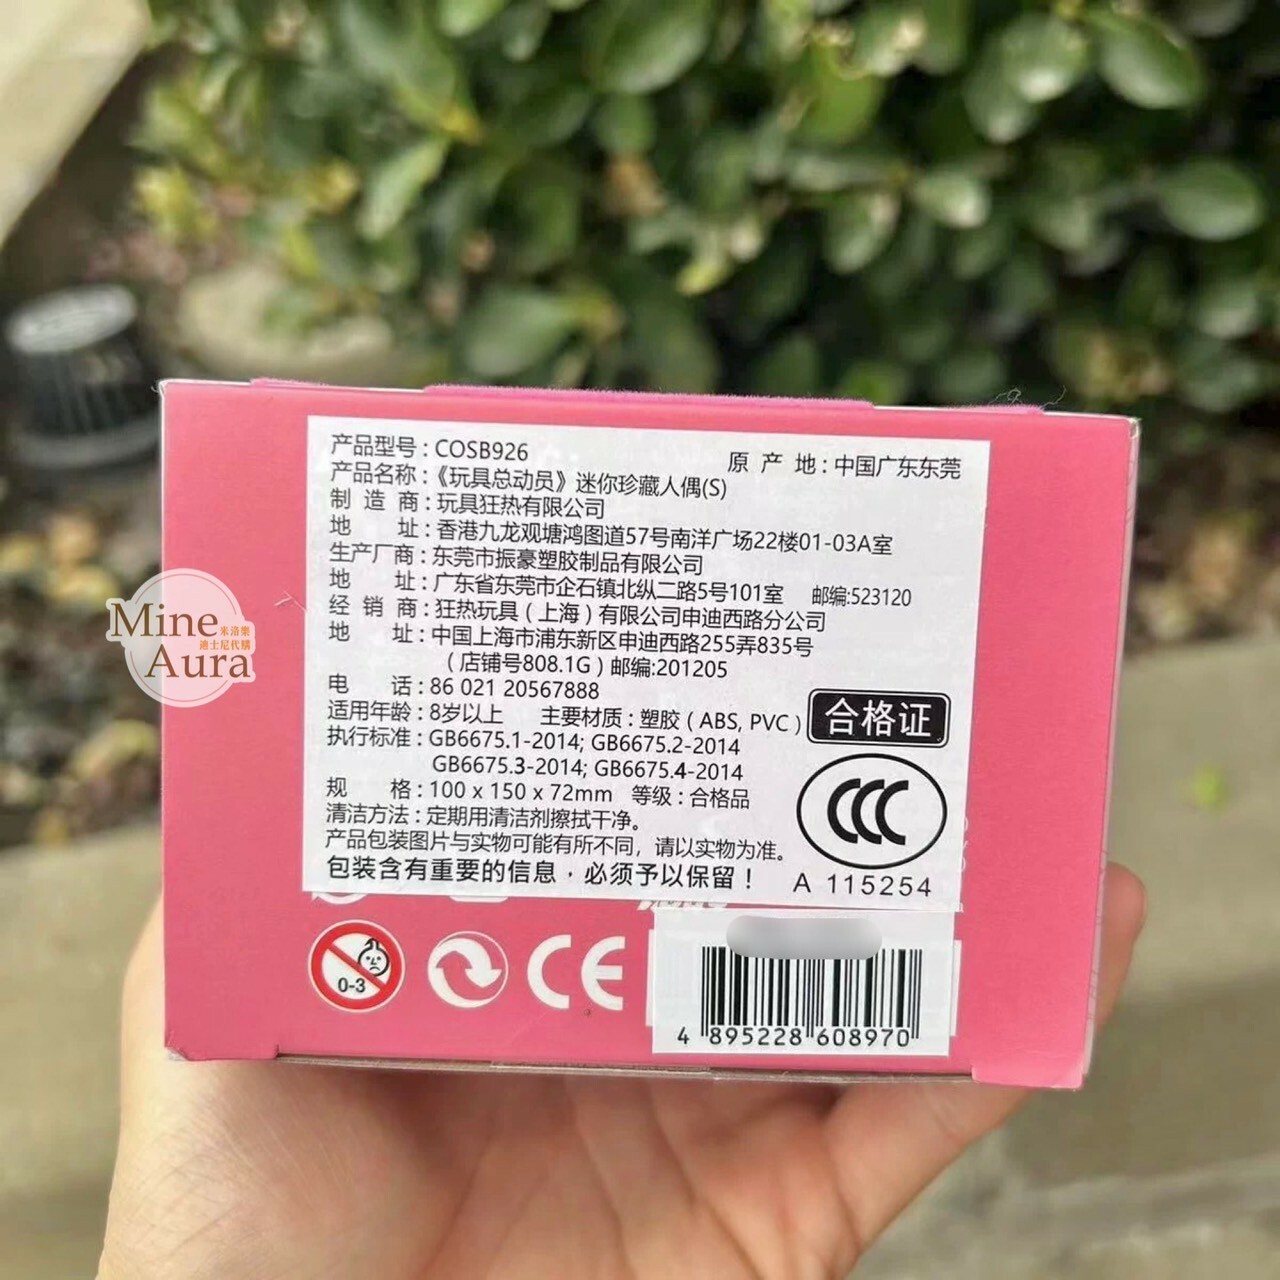 产品型号：COSB926
原 产 地：中国广东东莞
产品名称：《玩具总动员》迷你珍藏人偶(S)
制 造 商：玩具狂热有限公司
地 址：香港九龙观塘鸿图道57号南洋广场22楼01-03A室
生产厂商：东莞市振豪塑胶制品有限公司
地 址：广东省东莞市企石镇北纵二路5号101室 邮编:523120
经 销 商：狂热玩具（上海）有限公司申迪西路分公司
地 址：中国上海市浦东新区申迪西路255弄835号
（店铺号808.1G）邮编:201205
电 话：86 021 20567888
适用年龄：8岁以上 主要材质：塑胶（ABS, PVC）
执行标准：GB6675.1-2014; GB6675.2-2014
GB6675.3-2014; GB6675.4-2014
规 格：100 x 150 x 72mm 等级：合格品
清洁方法：定期用清洁剂擦拭干净。
产品包装图片与实物可能有所不同，请以实物为准。
包装含有重要的信息，必须予以保留！
合格证
CCC
A 115254
0-3
CE
4 895228 608970
Mine
Aura
米洛樂
迪士尼代購